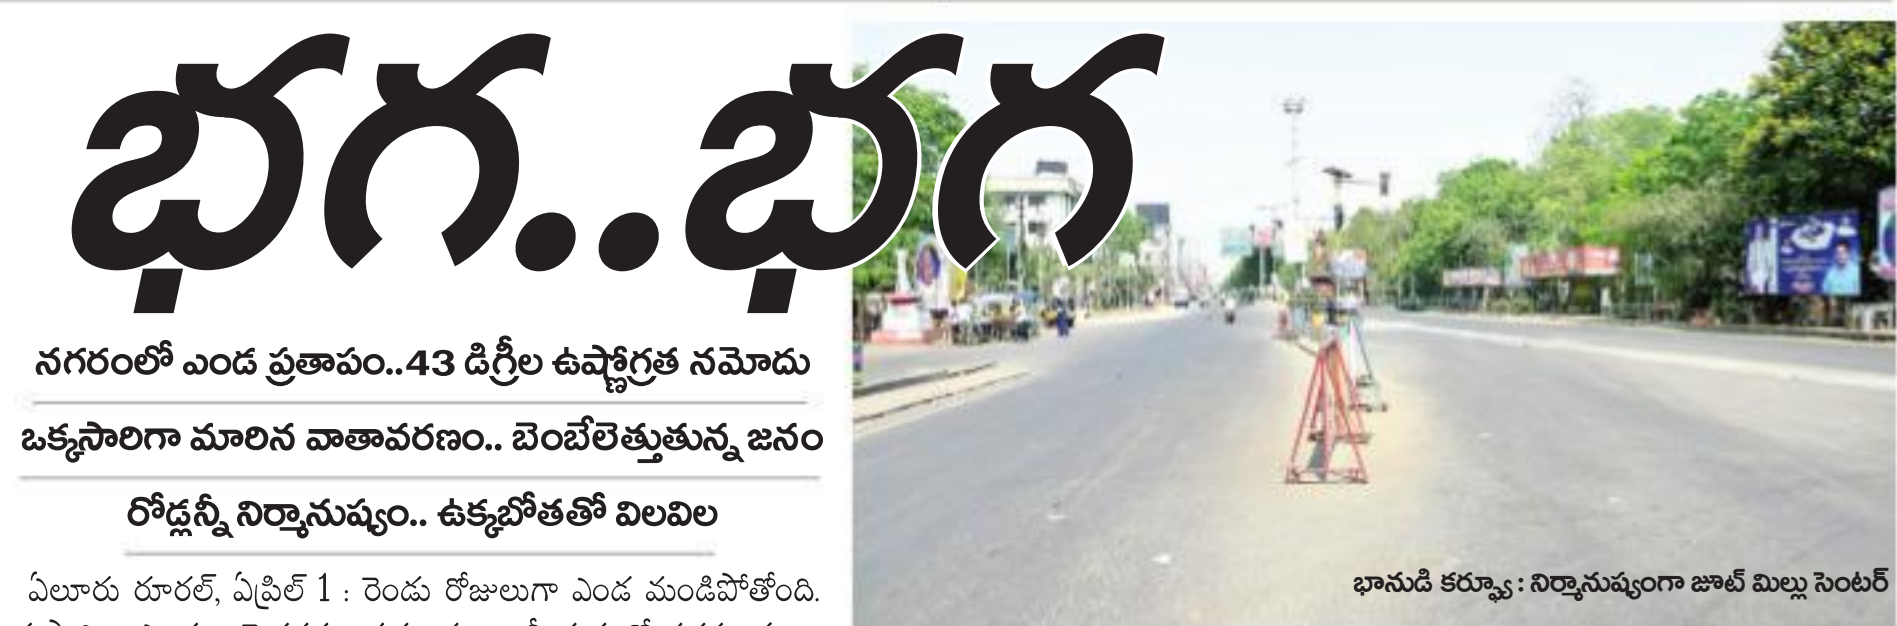 భగ..భగ
నగరంలో ఎండ ప్రతాపం..43 డిగ్రీల ఉష్ణోగ్రత నమోదు
ఒక్కసారిగా మారిన వాతావరణం.. బెంబేలెత్తుతున్న జనం
రోడ్లన్నీ నిర్మానుష్యం.. ఉక్కబోతతో విలవిల
ఏలూరు రూరల్, ఏప్రిల్ 1 : రెండు రోజులుగా ఎండ మండిపోతోంది.
భానుడి కర్ఫ్యూ : నిర్మానుష్యంగా జూట్ మిల్లు సెంటర్